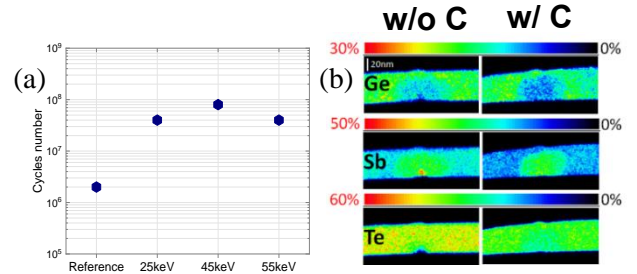 (a)
Cycles number
10⁹
10⁸
10⁷
10⁶
10⁵
Reference 25keV 45keV 55keV
(b)
w/o C w/ C
30% 0%
20nm
Ge
50% 0%
Sb
60% 0%
Te